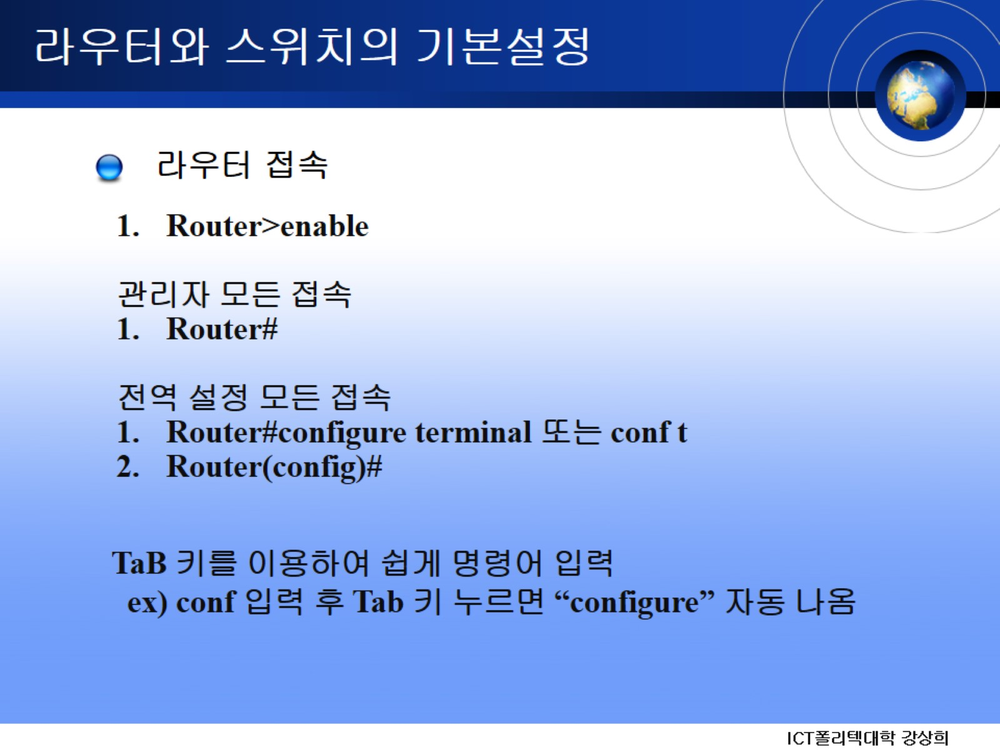 라우터와 스위치의 기본설정
라우터 접속
1. Router>enable
관리자 모든 접속
1. Router#
전역 설정 모든 접속
1. Router#configure terminal 또는 conf t
2. Router(config)#
TaB 키를 이용하여 쉽게 명령어 입력
ex) conf 입력 후 Tab 키 누르면 “configure” 자동 나옴
ICT폴리텍대학 강상희